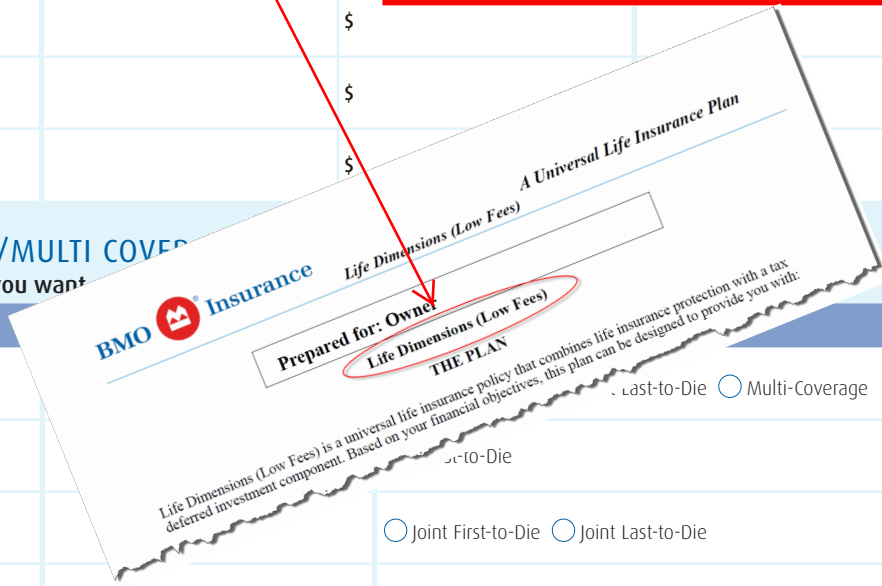 $
$
$
/MULTI COVER
you want
BMO Insurance
Life Dimensions (Low Fees)
A Universal Life Insurance Plan
Prepared for: Owner
Life Dimensions (Low Fees)
THE PLAN
Life Dimensions (Low Fees) is a universal life insurance policy that combines life insurance protection with a tax
deferred investment component. Based on your financial objectives, this plan can be designed to provide you with:
Last-to-Die Multi-Coverage
st-to-Die
Joint First-to-Die Joint Last-to-Die